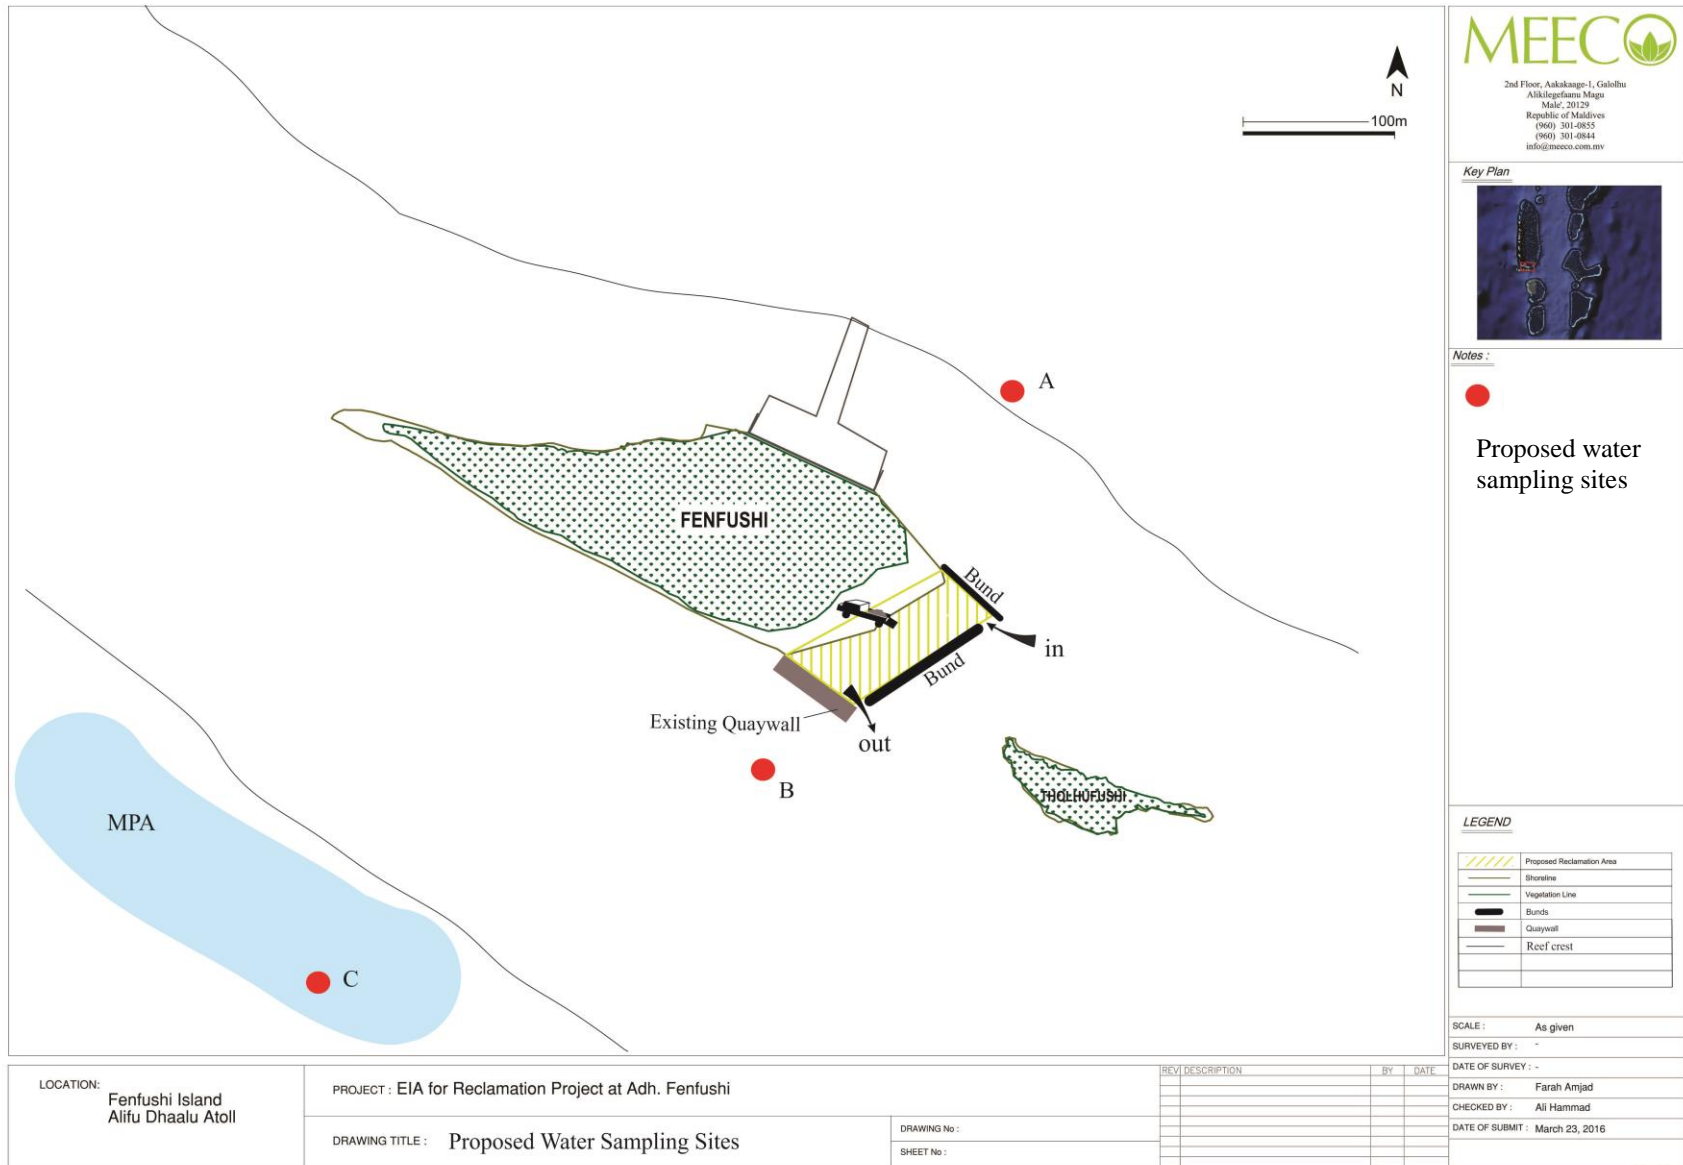 MEECO
2nd Floor, Aakakaage-1, Galolhu
Alikilegefaanu Magu
Male', 20129
Republic of Maldives
(960) 301-0855
(960) 301-0844
info@meeco.com.mv
Key Plan
Notes :
Proposed water
sampling sites
N
100m
A
FENFUSHI
Bund
in
Bund
Existing Quaywall
out
B
THOLHUFUSHI
MPA
C
LEGEND
Proposed Reclamation Area
Shoreline
Vegetation Line
Bunds
Quaywall
Reef crest
SCALE : As given
SURVEYED BY : -
DATE OF SURVEY : -
DRAWN BY : Farah Amjad
CHECKED BY : Ali Hammad
DATE OF SUBMIT : March 23, 2016
LOCATION:
Fenfushi Island
Alifu Dhaalu Atoll
PROJECT : EIA for Reclamation Project at Adh. Fenfushi
DRAWING TITLE : Proposed Water Sampling Sites
DRAWING No :
SHEET No :
REV DESCRIPTION BY DATE